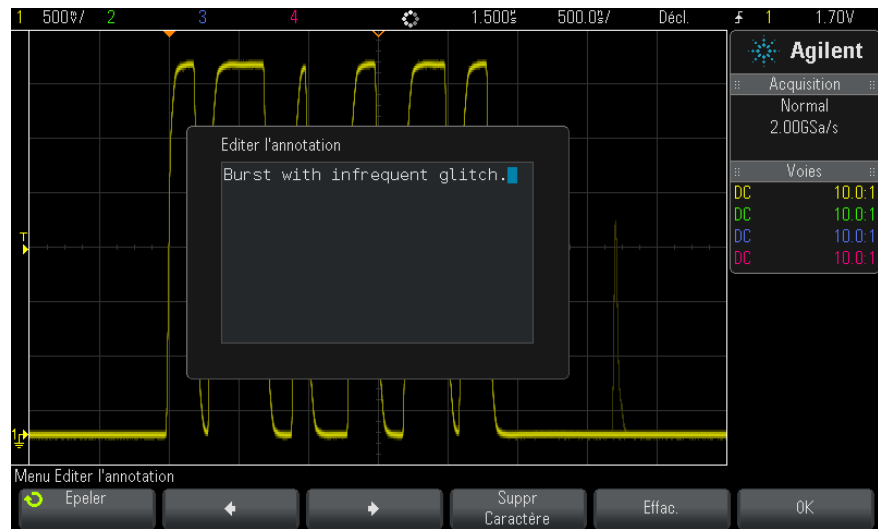 1 500mV/ 2 3 4 1.500s 500.0s/ Décl. 1 1.70V
Agilent
Acquisition
Normal
2.00GSa/s
Voies
DC 10.0:1
DC 10.0:1
DC 10.0:1
DC 10.0:1
T
1
Editer l'annotation
Burst with infrequent glitch.
Menu Editer l'annotation
Epeler
Suppr
Caractère
Effac.
OK